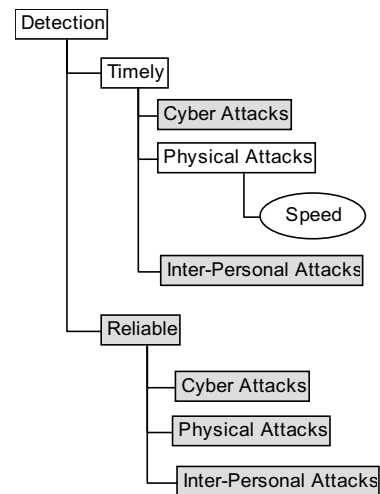 Detection
Timely
Cyber Attacks
Physical Attacks
Speed
Inter-Personal Attacks
Reliable
Cyber Attacks
Physical Attacks
Inter-Personal Attacks